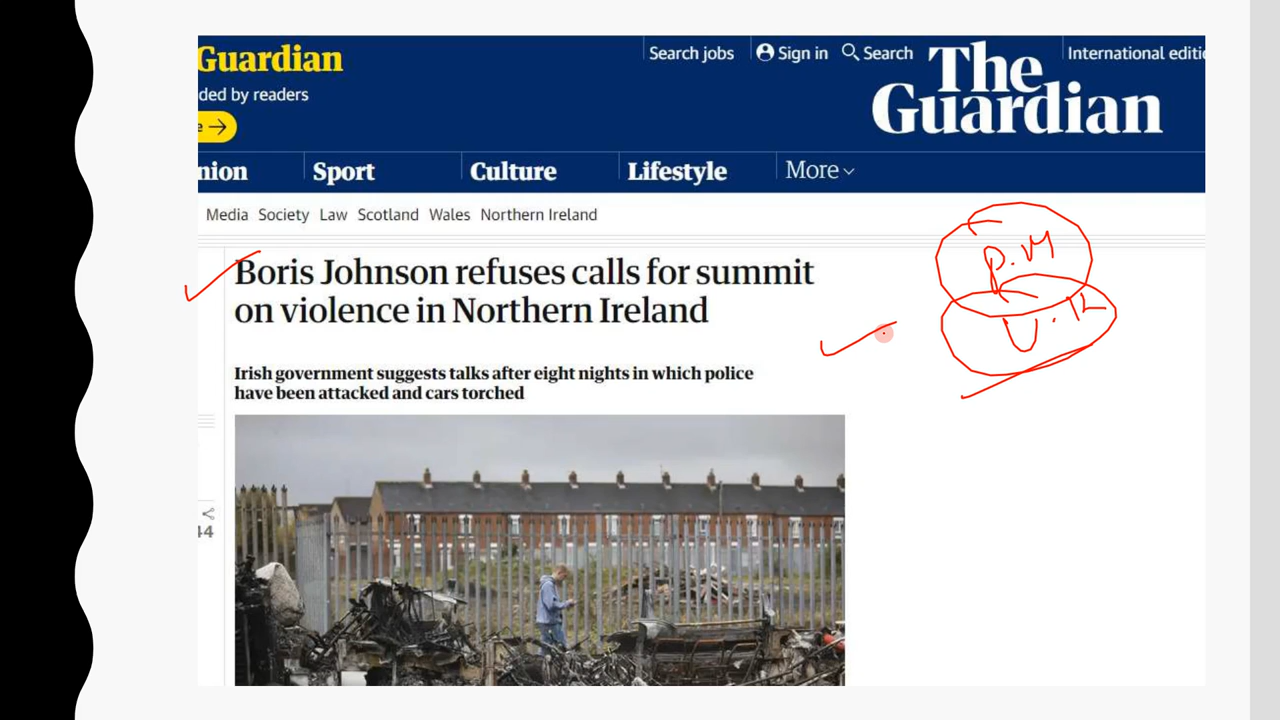 Guardian
ded by readers
e →
Search jobs
Sign in
Search
International editi
The
Guardian
nion
Sport
Culture
Lifestyle
More
Media Society Law Scotland Wales Northern Ireland
Boris Johnson refuses calls for summit
on violence in Northern Ireland
P.M
U.K
Irish government suggests talks after eight nights in which police
have been attacked and cars torched
44